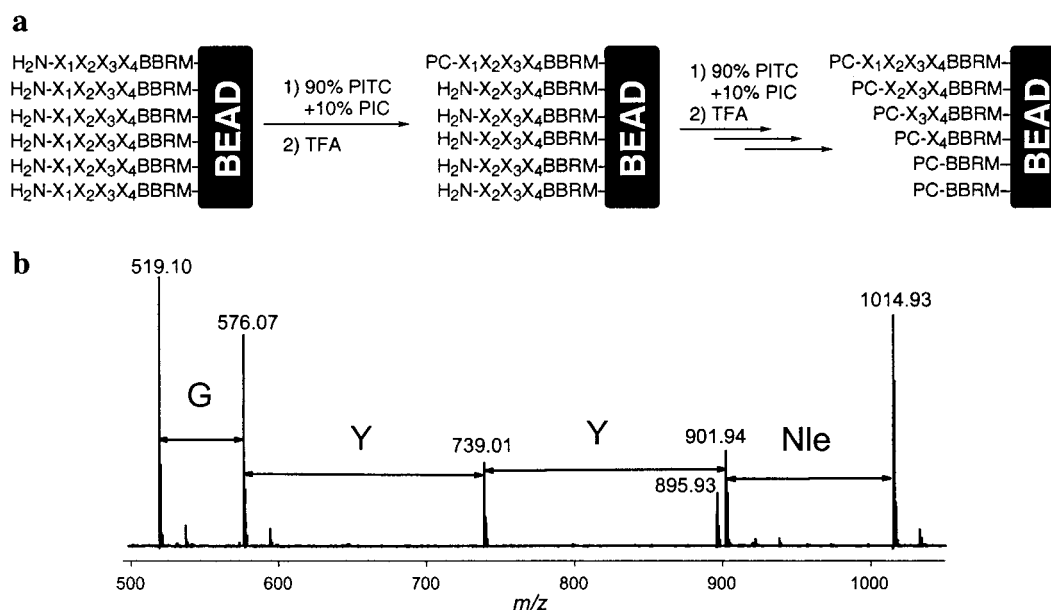 a
H₂N-X₁X₂X₃X₄BBRM-
H₂N-X₁X₂X₃X₄BBRM-
H₂N-X₁X₂X₃X₄BBRM-
H₂N-X₁X₂X₃X₄BBRM-
H₂N-X₁X₂X₃X₄BBRM-
H₂N-X₁X₂X₃X₄BBRM-
BEAD
1) 90% PITC
+10% PIC
2) TFA
PC-X₁X₂X₃X₄BBRM-
H₂N-X₂X₃X₄BBRM-
H₂N-X₂X₃X₄BBRM-
H₂N-X₂X₃X₄BBRM-
H₂N-X₂X₃X₄BBRM-
H₂N-X₂X₃X₄BBRM-
BEAD
1) 90% PITC
+10% PIC
2) TFA
PC-X₁X₂X₃X₄BBRM-
PC-X₂X₃X₄BBRM-
PC-X₃X₄BBRM-
PC-X₄BBRM-
PC-BBRM-
PC-BBRM-
BEAD
b
519.10
576.07
739.01
901.94
895.93
1014.93
G
Y
Y
Nle
500 600 700 800 900 1000
m/z